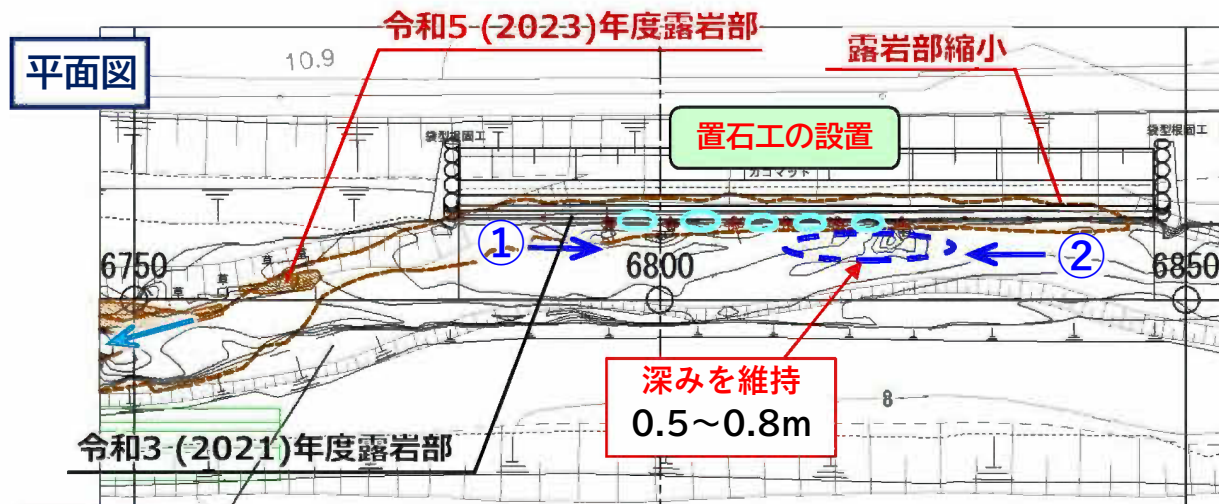 令和5 (2023)年度露岩部
露岩部縮小
平面図
10.9
置石工の設置
袋型根固工
袋型根固工
カゴマット
①
②
草
草
草
6750
6800
6850
深みを維持
0.5～0.8m
8
令和3 (2021)年度露岩部